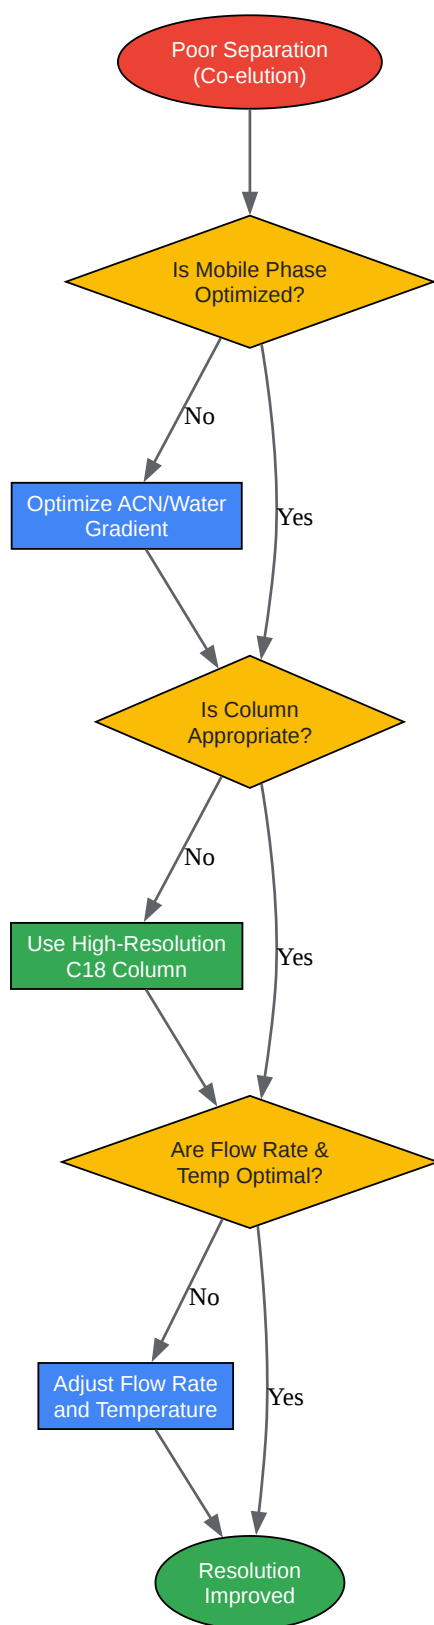 Poor Separation
(Co-elution)
Is Mobile Phase
Optimized?
No
Optimize ACN/Water
Gradient
Yes
Is Column
Appropriate?
No
Use High-Resolution
C18 Column
Yes
Are Flow Rate &
Temp Optimal?
No
Adjust Flow Rate
and Temperature
Yes
Resolution
Improved